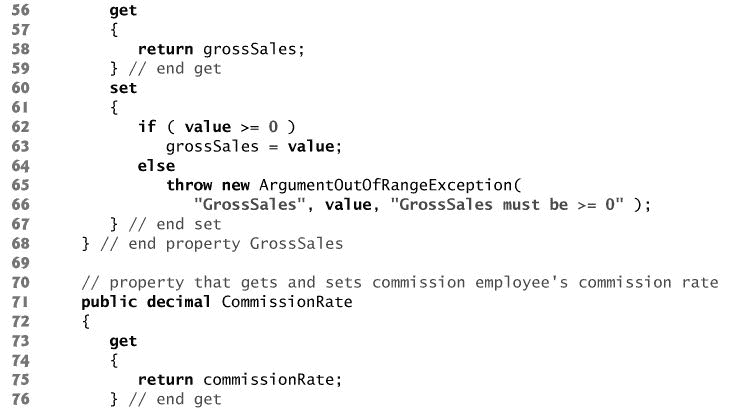 56 get
57 {
58 return grossSales;
59 } // end get
60 set
61 {
62 if ( value >= 0 )
63 grossSales = value;
64 else
65 throw new ArgumentOutOfRangeException(
66 "GrossSales", value, "GrossSales must be >= 0" );
67 } // end set
68 } // end property GrossSales
69
70 // property that gets and sets commission employee's commission rate
71 public decimal CommissionRate
72 {
73 get
74 {
75 return commissionRate;
76 } // end get